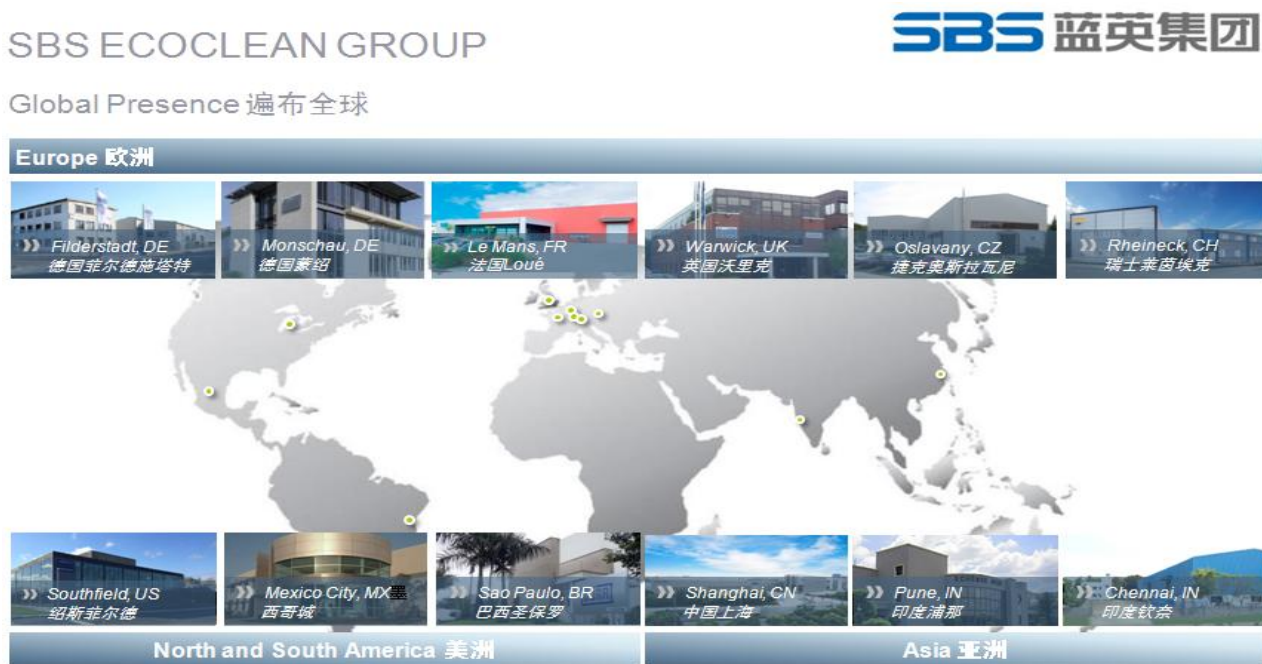 SBS ECOCLEAN GROUP
SBS 蓝英集团
Global Presence 遍布全球
Europe 欧洲
Filderstadt, DE
德国菲尔德施塔特
Monschau, DE
德国蒙绍
Le Mans, FR
法国Loué
Warwick, UK
英国沃里克
Oslavany, CZ
捷克奥斯拉瓦尼
Rheineck, CH
瑞士莱茵埃克
Southfield, US
绍斯菲尔德
Mexico City, MX墨
西哥城
Sao Paulo, BR
巴西圣保罗
Shanghai, CN
中国上海
Pune, IN
印度浦那
Chennai, IN
印度钦奈
North and South America 美洲
Asia 亚洲